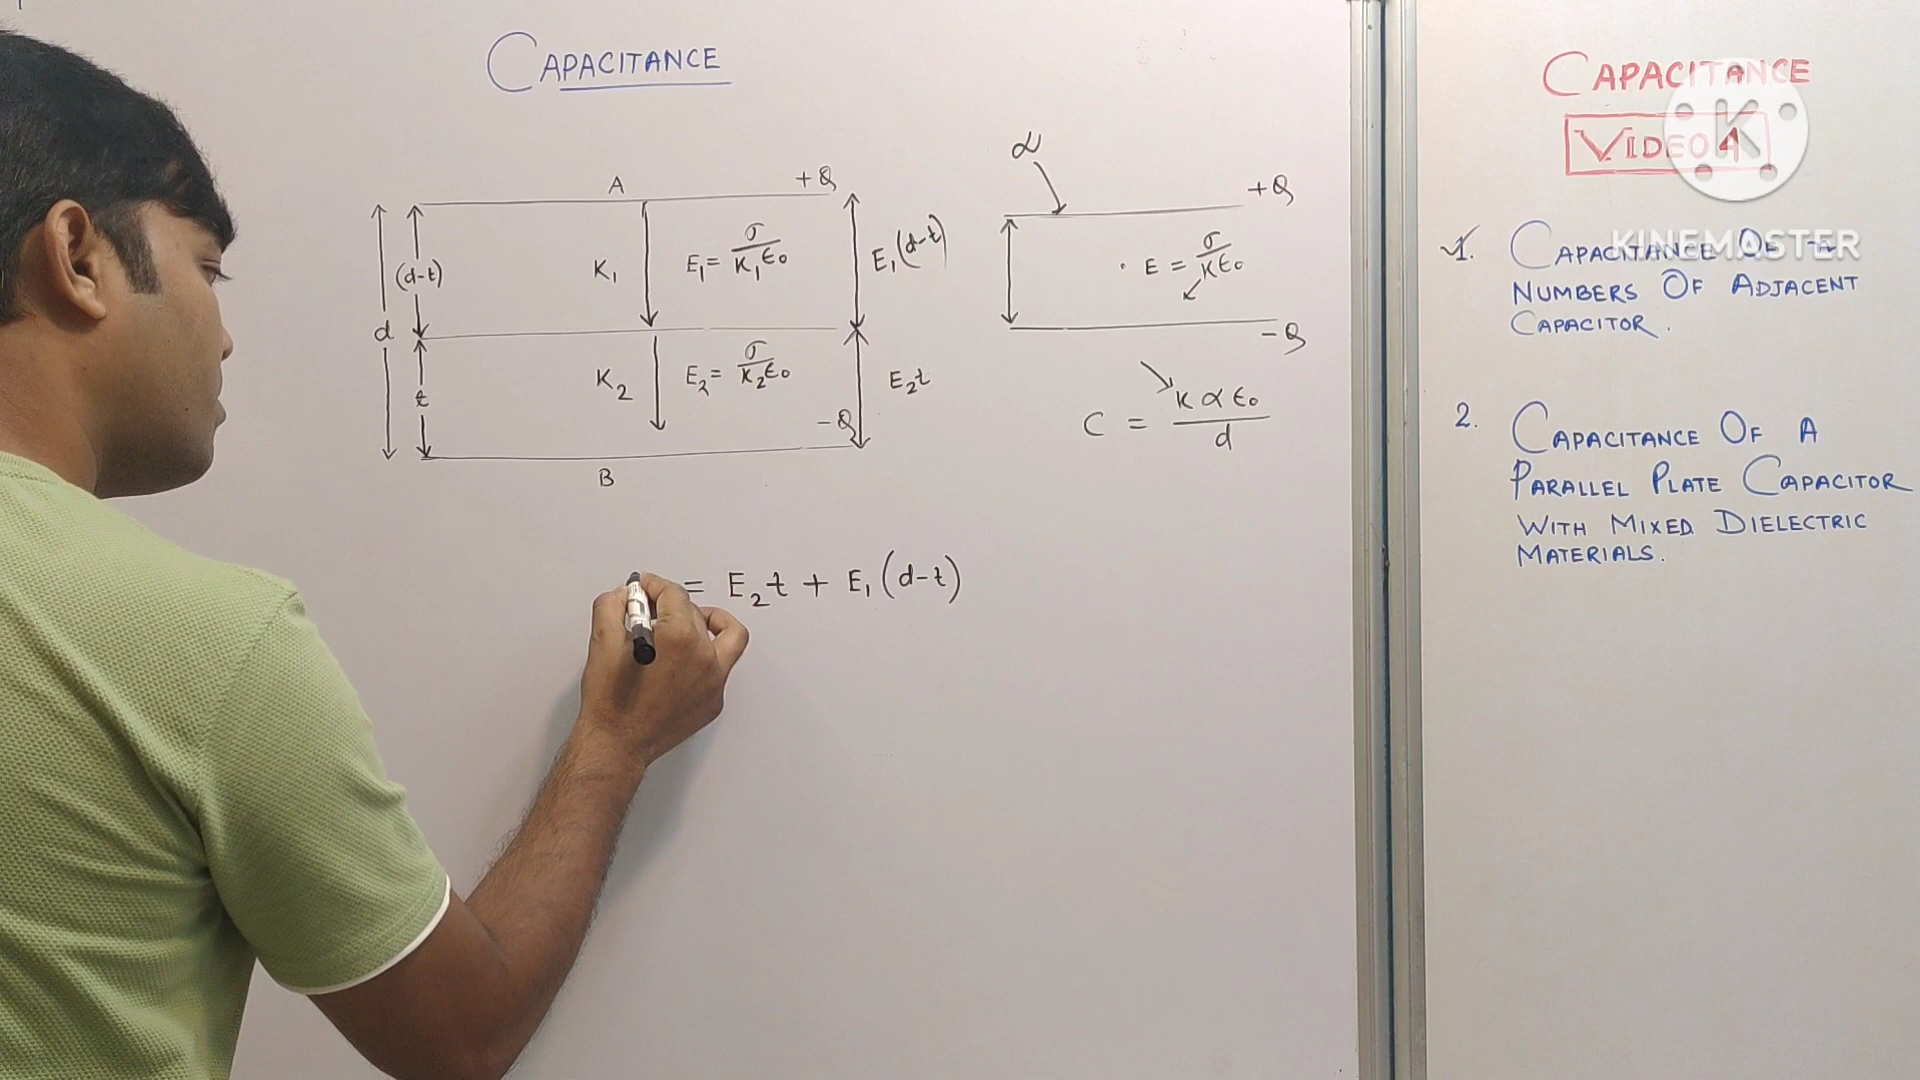 CAPACITANCE
A
+Q
(d-t)
d
t
K₁
E₁ = σ/K₁ε₀
E₁(d-t)
K₂
E₂ = σ/K₂ε₀
E₂t
-Q
B
α
+Q
E = σ/Kε₀
-Q
C = Kαε₀/d
= E₂t + E₁(d-t)
CAPACITANCE
VIDEO 4
KINEMASTER
1. CAPACITANCE OF
NUMBERS OF ADJACENT
CAPACITOR.
2. CAPACITANCE OF A
PARALLEL PLATE CAPACITOR
WITH MIXED DIELECTRIC
MATERIALS.